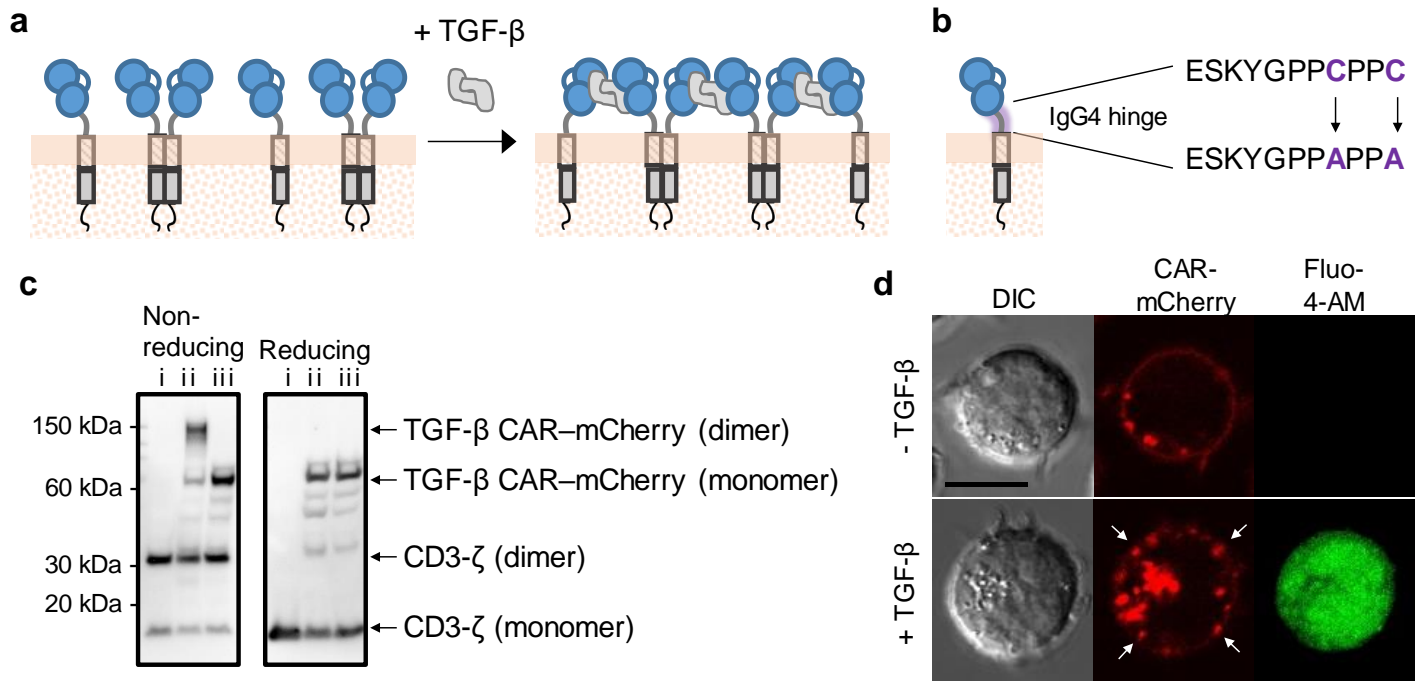 a
+ TGF-β
b
ESKYGPPCPPC
IgG4 hinge
ESKYGPPAPPA
c
Non-
reducing
Reducing
i ii iii
i ii iii
150 kDa
60 kDa
30 kDa
20 kDa
TGF-β CAR–mCherry (dimer)
TGF-β CAR–mCherry (monomer)
CD3-ζ (dimer)
CD3-ζ (monomer)
d
DIC
CAR-
mCherry
Fluo-
4-AM
- TGF-β
+ TGF-β